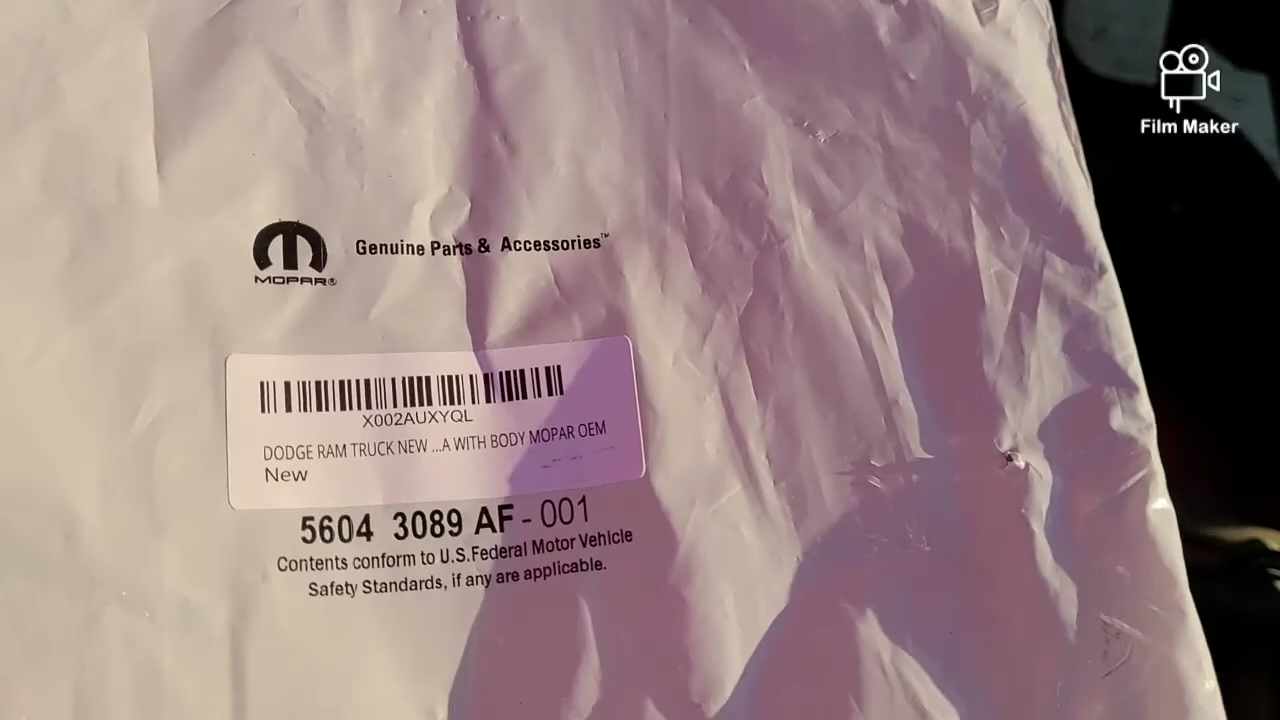 Film Maker
MOPAR®
Genuine Parts & Accessories™
X002AUXYQL
DODGE RAM TRUCK NEW ...A WITH BODY MOPAR OEM
New
5604 3089 AF - 001
Contents conform to U.S. Federal Motor Vehicle
Safety Standards, if any are applicable.